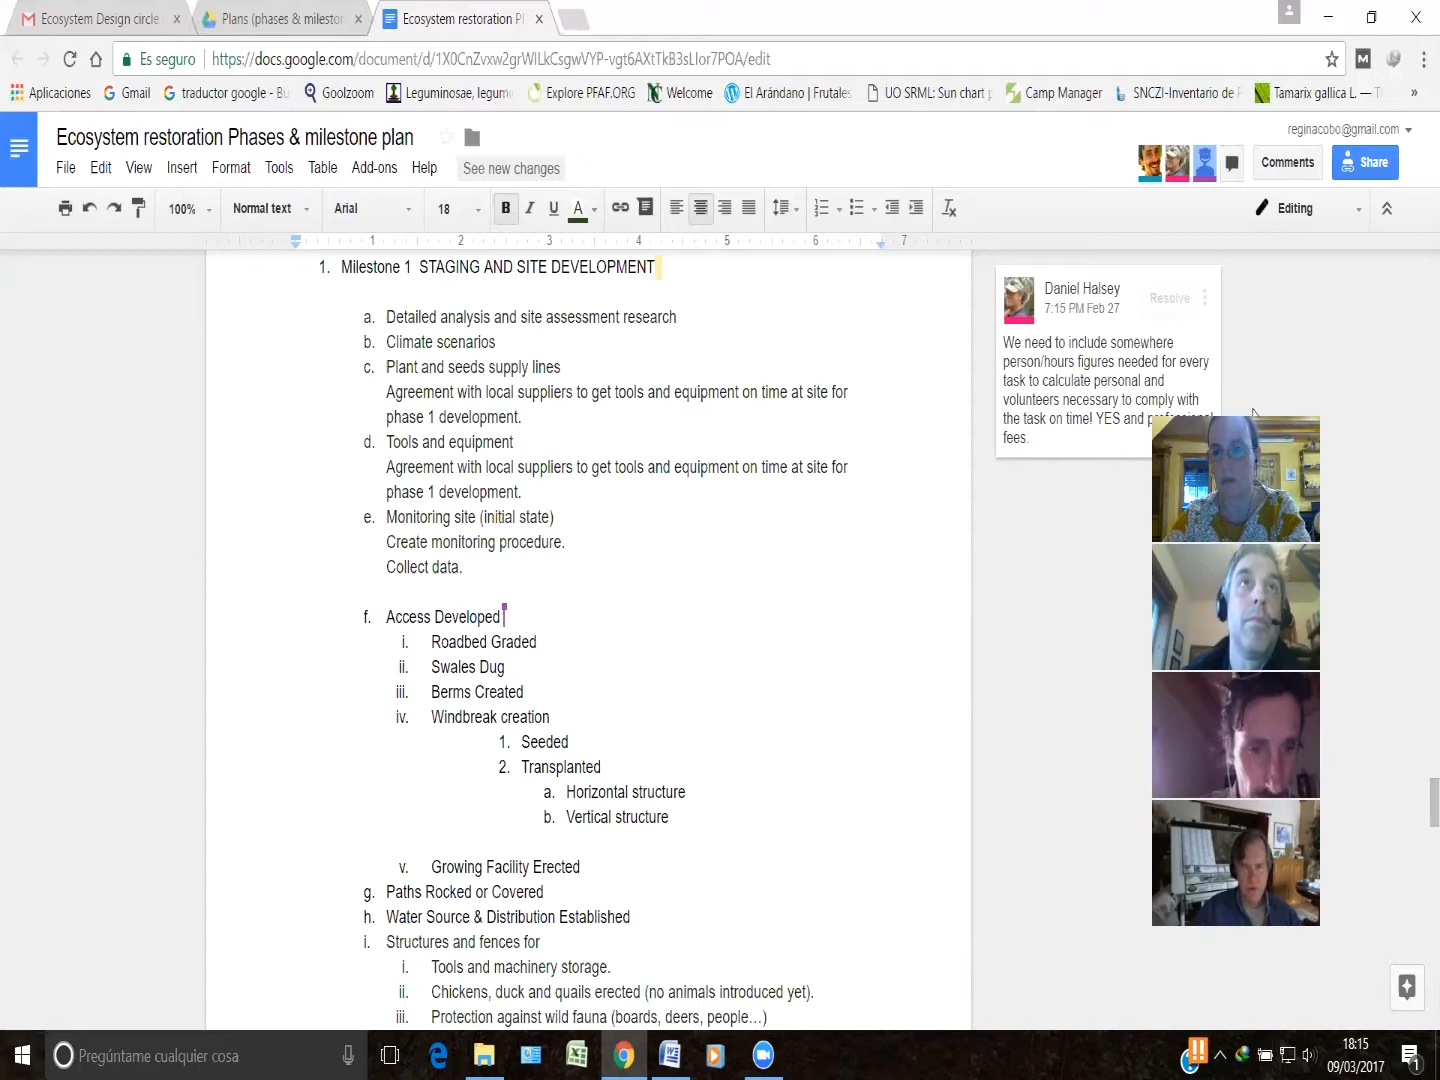 Ecosystem Design circle
Plans (phases & mileston
Ecosystem restoration Pl
Es seguro
https://docs.google.com/document/d/1X0CnZvxw2grWILkCsgwVYP-vgt6AXtTkB3sLIor7POA/edit
Aplicaciones
Gmail
traductor google - Bu
Goolzoom
Leguminosae, legum
Explore PFAF.ORG
Welcome
El Arándano | Frutales
UO SRML: Sun chart p
Camp Manager
SNCZI-Inventario de P
Tamarix gallica L. — T
Ecosystem restoration Phases & milestone plan
reginacobo@gmail.com
File Edit View Insert Format Tools Table Add-ons Help See new changes
Comments
Share
100% Normal text Arial 18 B I U A Editing
1 2 3 4 5 6 7
1. Milestone 1 STAGING AND SITE DEVELOPMENT
a. Detailed analysis and site assessment research
b. Climate scenarios
c. Plant and seeds supply lines
Agreement with local suppliers to get tools and equipment on time at site for
phase 1 development.
d. Tools and equipment
Agreement with local suppliers to get tools and equipment on time at site for
phase 1 development.
e. Monitoring site (initial state)
Create monitoring procedure.
Collect data.
f. Access Developed
i. Roadbed Graded
ii. Swales Dug
iii. Berms Created
iv. Windbreak creation
1. Seeded
2. Transplanted
a. Horizontal structure
b. Vertical structure
v. Growing Facility Erected
g. Paths Rocked or Covered
h. Water Source & Distribution Established
i. Structures and fences for
i. Tools and machinery storage.
ii. Chickens, duck and quails erected (no animals introduced yet).
iii. Protection against wild fauna (boards, deers, people…)
Daniel Halsey
7:15 PM Feb 27
Resolve
We need to include somewhere
person/hours figures needed for every
task to calculate personal and
volunteers necessary to comply with
the task on time! YES and professional
fees.
Pregúntame cualquier cosa
18:15
09/03/2017
1